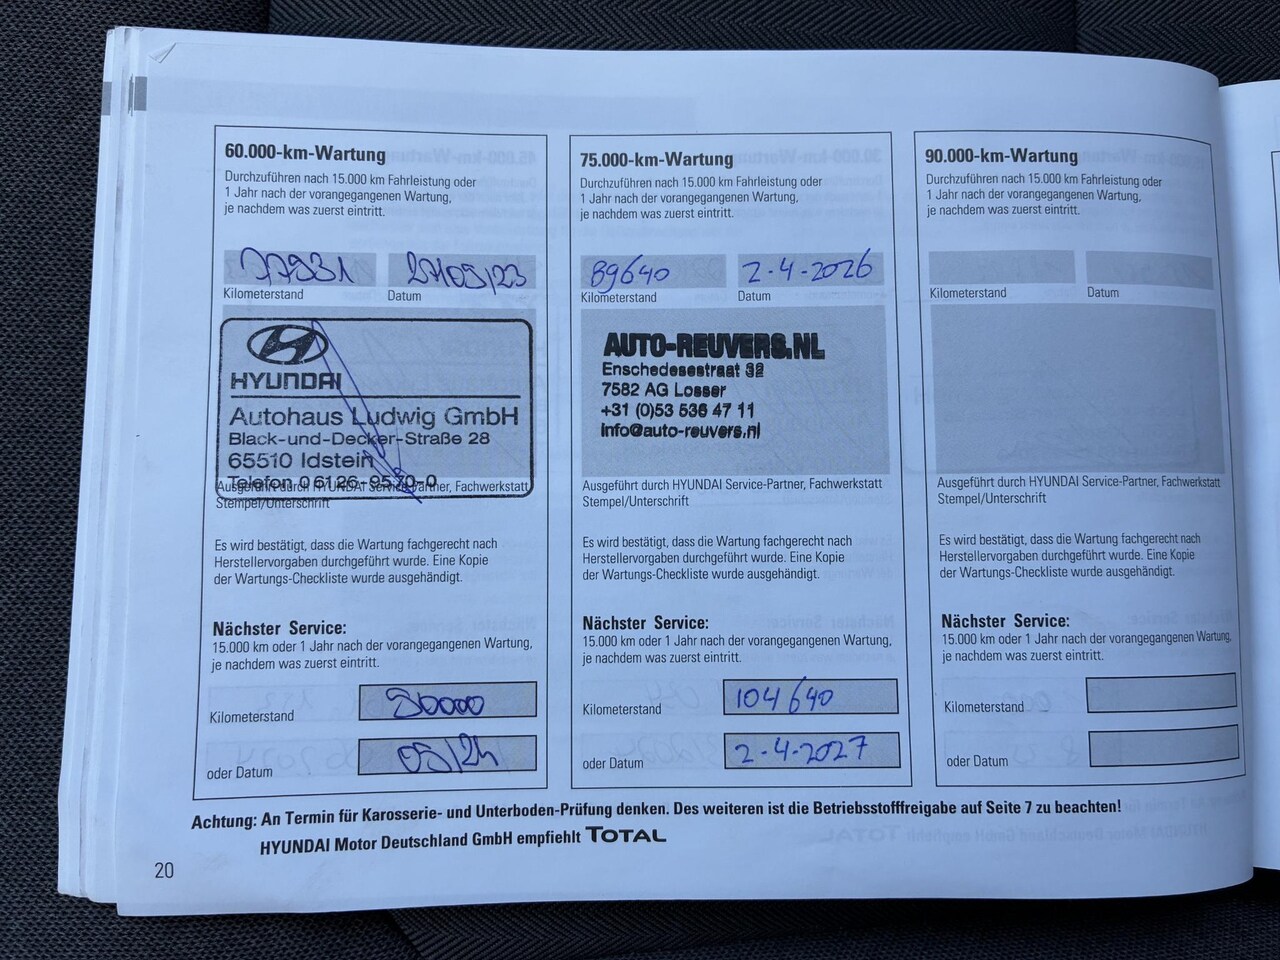 60.000-km-Wartung
Durchzuführen nach 15.000 km Fahrleistung oder
1 Jahr nach der vorangegangenen Wartung,
je nachdem was zuerst eintritt.
77931 27/05/23
Kilometerstand Datum
HYUNDAI
Autohaus Ludwig GmbH
Black-und-Decker-Straße 28
65510 Idstein
Telefon 06126-9570-0
Ausgeführt durch HYUNDAI Service-Partner, Fachwerkstatt
Stempel/Unterschrift
Es wird bestätigt, dass die Wartung fachgerecht nach
Herstellervorgaben durchgeführt wurde. Eine Kopie
der Wartungs-Checkliste wurde ausgehändigt.
Nächster Service:
15.000 km oder 1 Jahr nach der vorangegangenen Wartung,
je nachdem was zuerst eintritt.
Kilometerstand 90000
oder Datum 05/24
75.000-km-Wartung
Durchzuführen nach 15.000 km Fahrleistung oder
1 Jahr nach der vorangegangenen Wartung,
je nachdem was zuerst eintritt.
89640 2-4-2026
Kilometerstand Datum
AUTO-REUVERS.NL
Enschedesestraat 32
7582 AG Losser
+31 (0)53 536 47 11
info@auto-reuvers.nl
Ausgeführt durch HYUNDAI Service-Partner, Fachwerkstatt
Stempel/Unterschrift
Es wird bestätigt, dass die Wartung fachgerecht nach
Herstellervorgaben durchgeführt wurde. Eine Kopie
der Wartungs-Checkliste wurde ausgehändigt.
Nächster Service:
15.000 km oder 1 Jahr nach der vorangegangenen Wartung,
je nachdem was zuerst eintritt.
Kilometerstand 104640
oder Datum 2-4-2027
90.000-km-Wartung
Durchzuführen nach 15.000 km Fahrleistung oder
1 Jahr nach der vorangegangenen Wartung,
je nachdem was zuerst eintritt.
Kilometerstand Datum
Ausgeführt durch HYUNDAI Service-Partner, Fachwerkstatt
Stempel/Unterschrift
Es wird bestätigt, dass die Wartung fachgerecht nach
Herstellervorgaben durchgeführt wurde. Eine Kopie
der Wartungs-Checkliste wurde ausgehändigt.
Nächster Service:
15.000 km oder 1 Jahr nach der vorangegangenen Wartung,
je nachdem was zuerst eintritt.
Kilometerstand
oder Datum
Achtung: An Termin für Karosserie- und Unterboden-Prüfung denken. Des weiteren ist die Betriebsstofffreigabe auf Seite 7 zu beachten!
HYUNDAI Motor Deutschland GmbH empfiehlt TOTAL
20